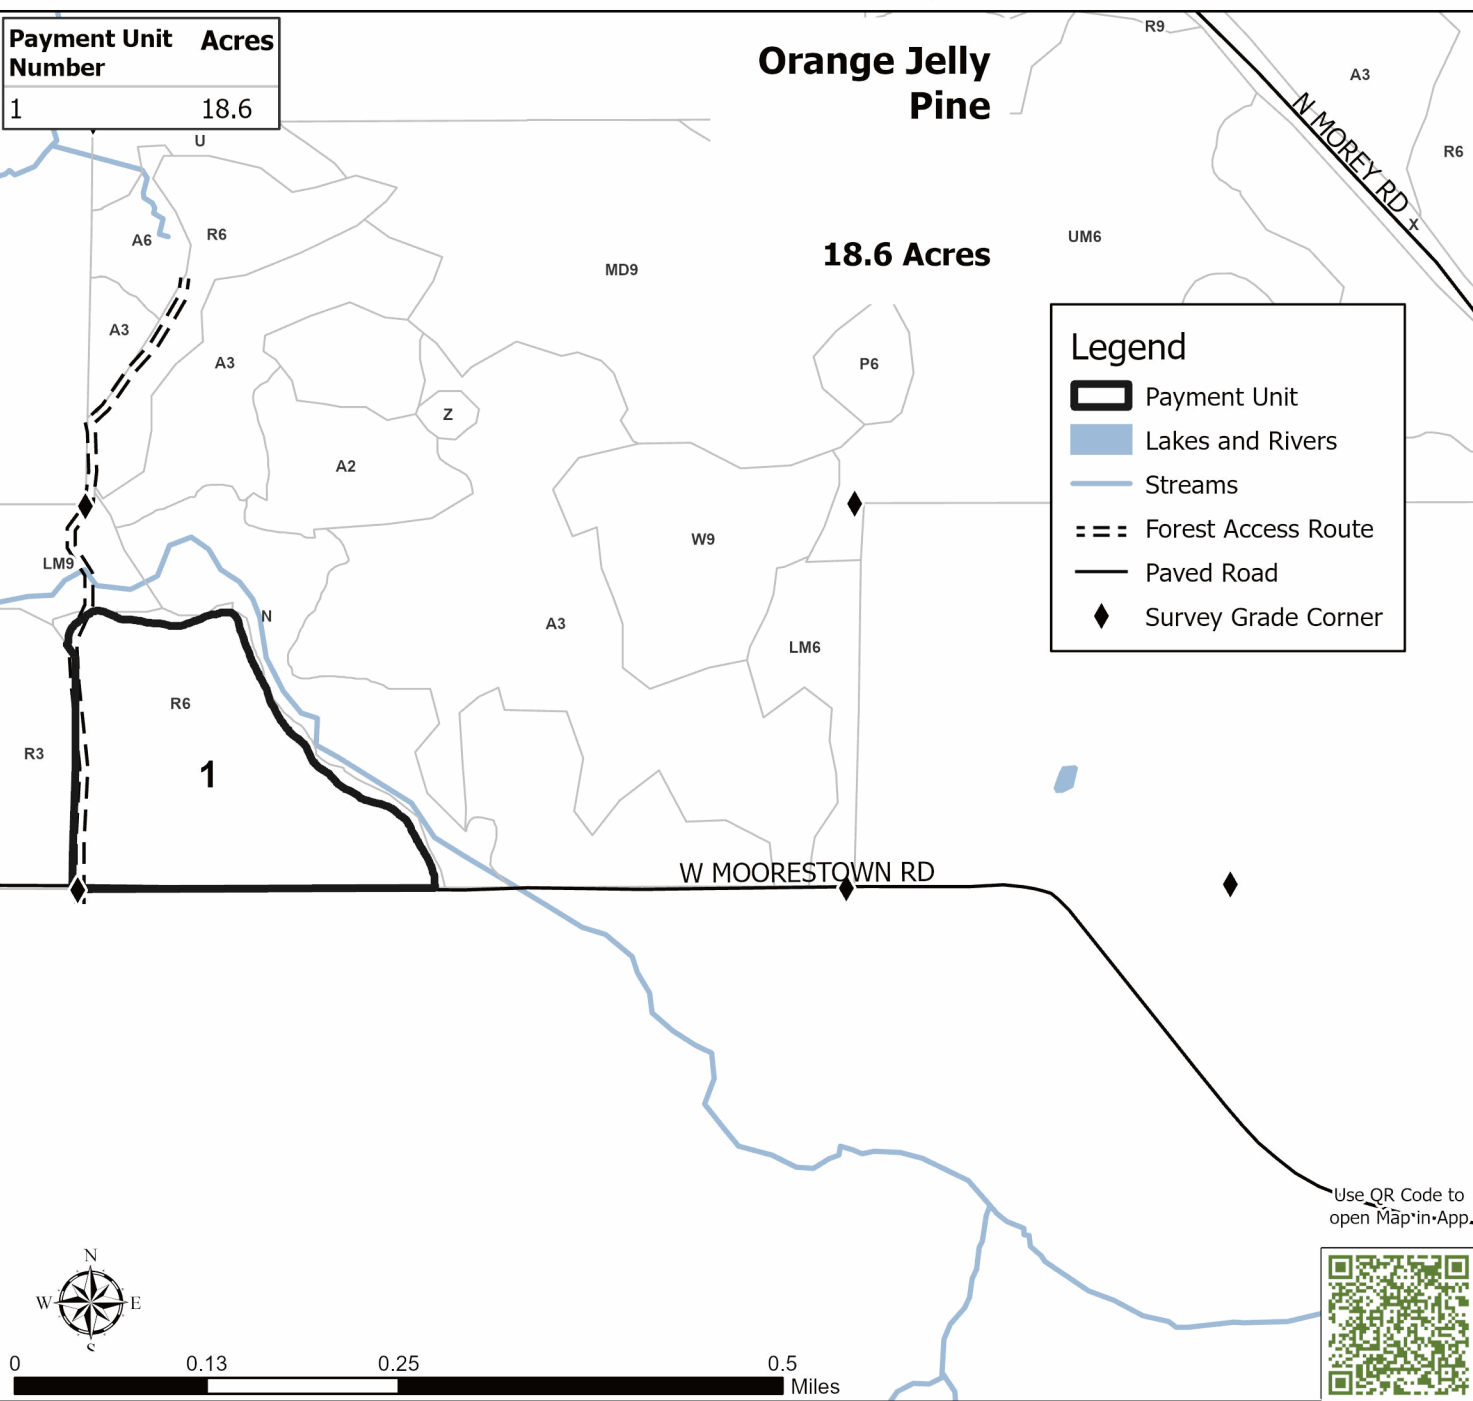 Payment Unit Number Acres
1 18.6
Orange Jelly
Pine
18.6 Acres
R9
A3
N MOREY RD
R6
U
A6
R6
MD9
UM6
A3
A3
P6
Z
A2
W9
LM9
N
A3
LM6
R6
R3
1
W MOORESTOWN RD
Legend
Payment Unit
Lakes and Rivers
Streams
Forest Access Route
Paved Road
Survey Grade Corner
Use QR Code to
open Map in App.
N
W E
S
0 0.13 0.25 0.5
Miles